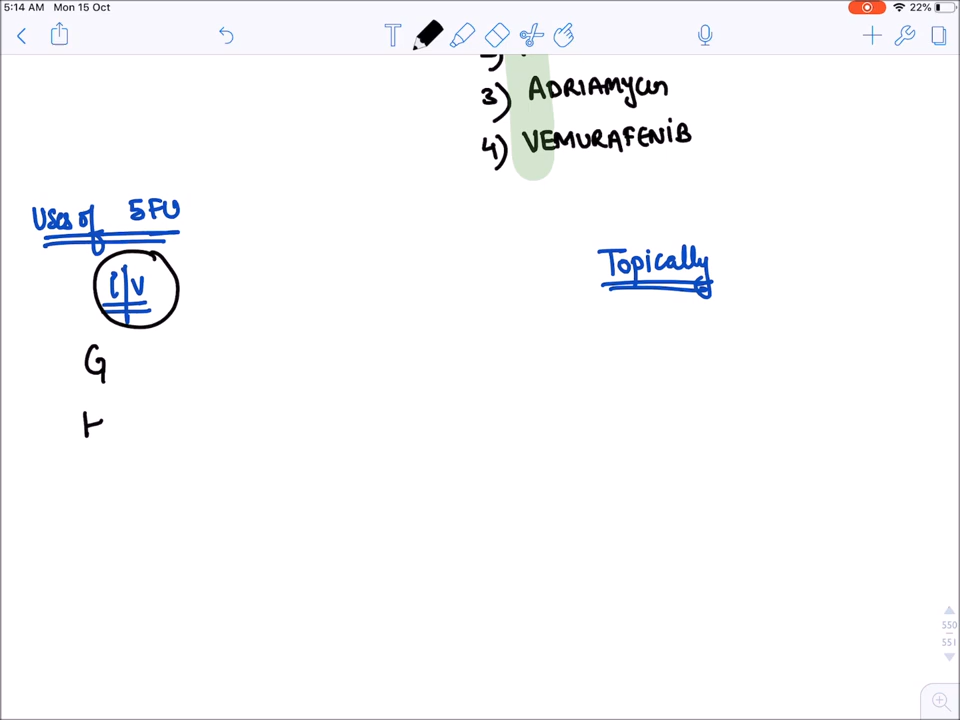 5:14 AM Mon 15 Oct
22%
T
3) ADRIAMYCIN
4) VEMURAFENIB
Uses of 5FU
Topically
i/V
G
550
551